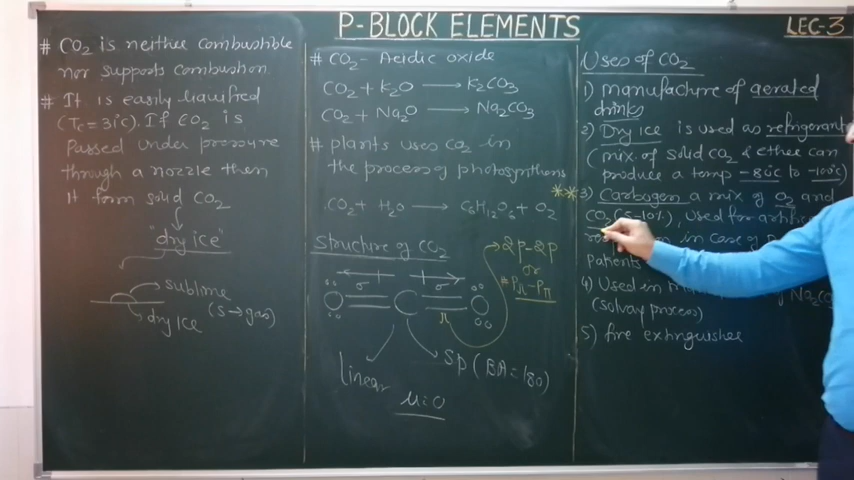 P-BLOCK ELEMENTS
LEC-3
# CO2 is neither combustible
nor supports combustion.
# It is easily liquified
(Tc = 31°C). If CO2 is
Passed under pressure
through a nozzle then
It form solid CO2
"dry ice"
sublime
dry ICE
(s→gas)
# CO2 - Acidic oxide
CO2 + K2O → K2CO3
CO2 + Na2O → Na2CO3
# plants uses CO2 in
the process of photosynthesis
CO2 + H2O → C6H12O6 + O2
Structure of CO2
σ C σ
π
2p-2p
or
# Pπ-Pπ
linear
sp (BA=180)
μ=0
Uses of CO2
1) manufacture of aerated
drinks
2) Dry ice is used as refrigerant
(mix. of solid CO2 & ether can
produce a temp -80°C to -100°C)
**3) Carbogen a mix of O2 and
CO2 (5-10%), used for
in case of
Patients
4) Used in Na2CO3
(solvay process)
5) fire extinguisher